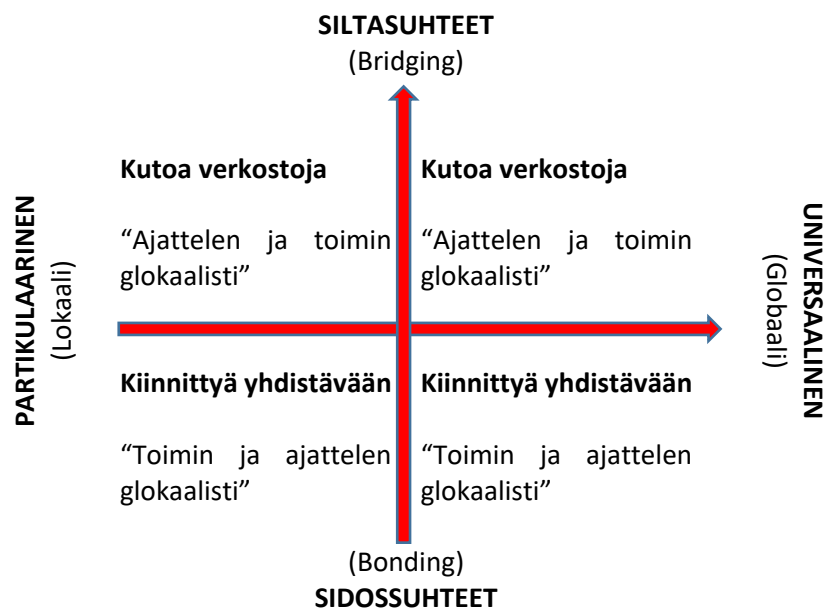 SILTASUHTEET
(Bridging)
PARTIKULAARINEN
(Lokaali)
Kutoa verkostoja
“Ajattelen ja toimin
glokaalisti”
Kutoa verkostoja
“Ajattelen ja toimin
glokaalisti”
UNIVERSAALINEN
(Globaali)
Kiinnittyä yhdistävään
“Toimin ja ajattelen
glokaalisti”
Kiinnittyä yhdistävään
“Toimin ja ajattelen
glokaalisti”
(Bonding)
SIDOSSUHTEET